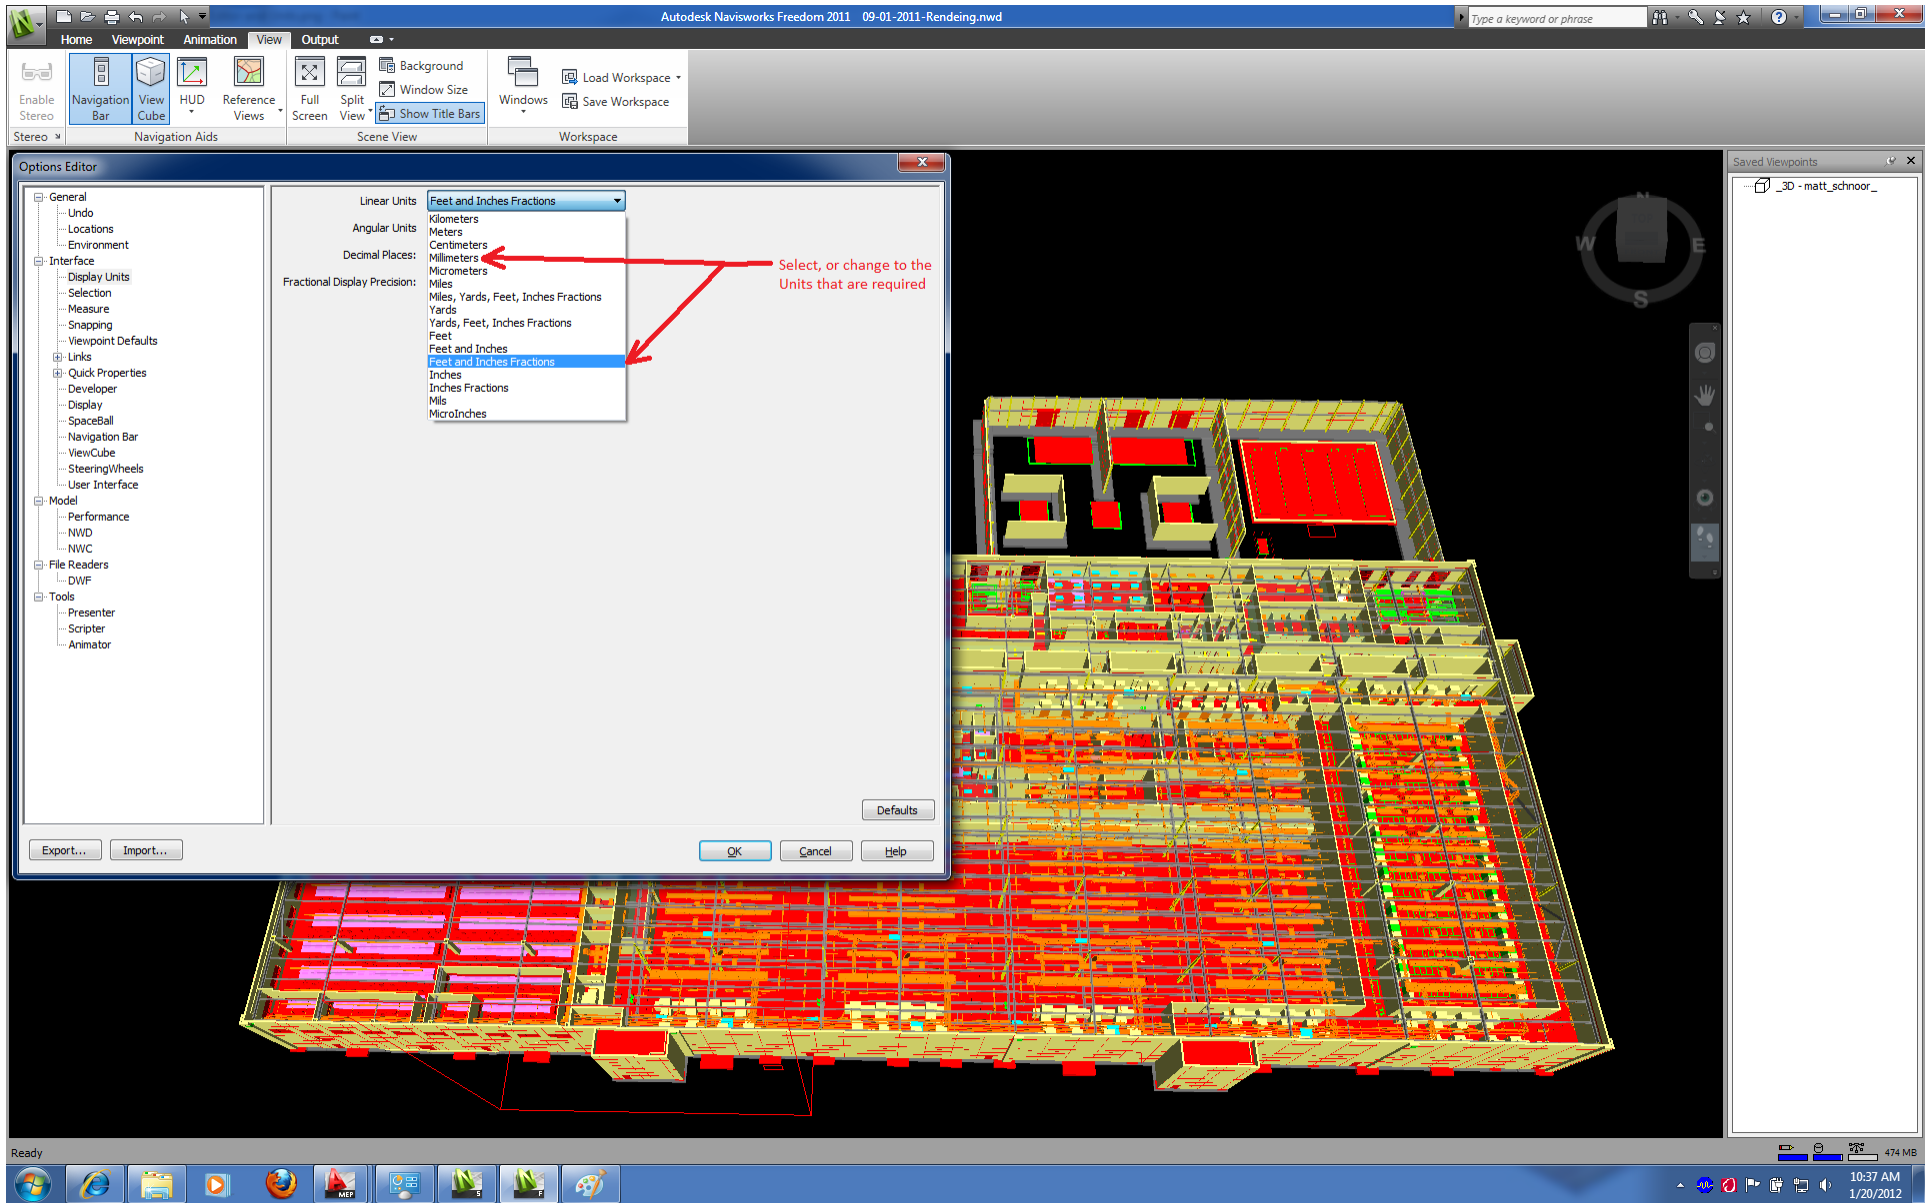 Autodesk Navisworks Freedom 2011 09-01-2011-Rendeing.nwd
Type a keyword or phrase
Home Viewpoint Animation View Output
Enable Stereo
Navigation Bar
View Cube
HUD
Reference Views
Full Screen
Split View
Background
Window Size
Show Title Bars
Windows
Load Workspace
Save Workspace
Stereo
Navigation Aids
Scene View
Workspace
Options Editor
General
Undo
Locations
Environment
Interface
Display Units
Selection
Measure
Snapping
Viewpoint Defaults
Links
Quick Properties
Developer
Display
SpaceBall
Navigation Bar
ViewCube
SteeringWheels
User Interface
Model
Performance
NWD
NWC
File Readers
DWF
Tools
Presenter
Scripter
Animator
Linear Units Feet and Inches Fractions
Angular Units
Decimal Places:
Fractional Display Precision:
Kilometers
Meters
Centimeters
Millimeters
Micrometers
Miles
Miles, Yards, Feet, Inches Fractions
Yards
Yards, Feet, Inches Fractions
Feet
Feet and Inches
Feet and Inches Fractions
Inches
Inches Fractions
Mils
MicroInches
Select, or change to the
Units that are required
Defaults
Export... Import...
OK Cancel Help
N
W E
S
Saved Viewpoints
_3D - matt_schnoor_
Ready
474 MB
MEP
S
F
10:37 AM
1/20/2012